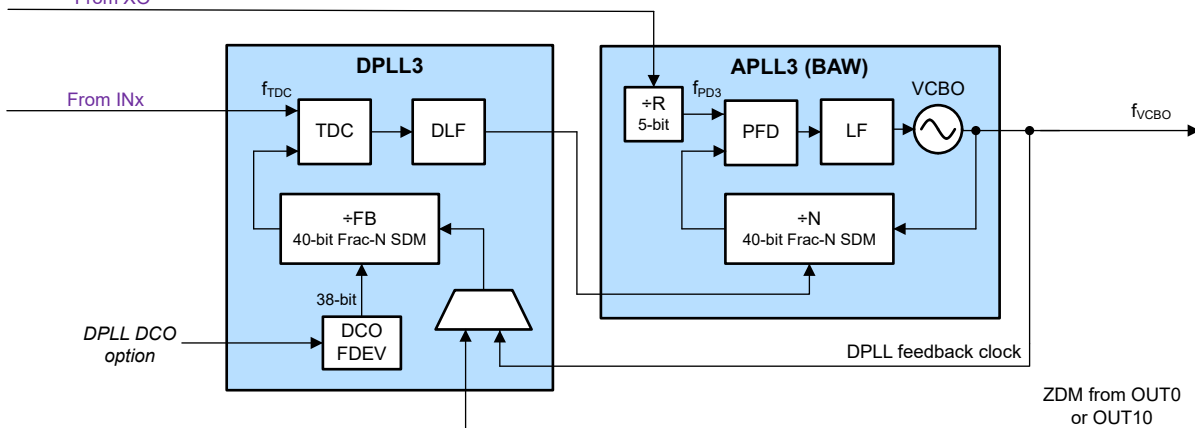 From XO
DPLL3
APLL3 (BAW)
From INx
fTDC
TDC
DLF
÷R
5-bit
fPD3
PFD
LF
VCBO
fVCBO
÷FB
40-bit Frac-N SDM
÷N
40-bit Frac-N SDM
38-bit
DPLL DCO
option
DCO
FDEV
DPLL feedback clock
ZDM from OUT0
or OUT10